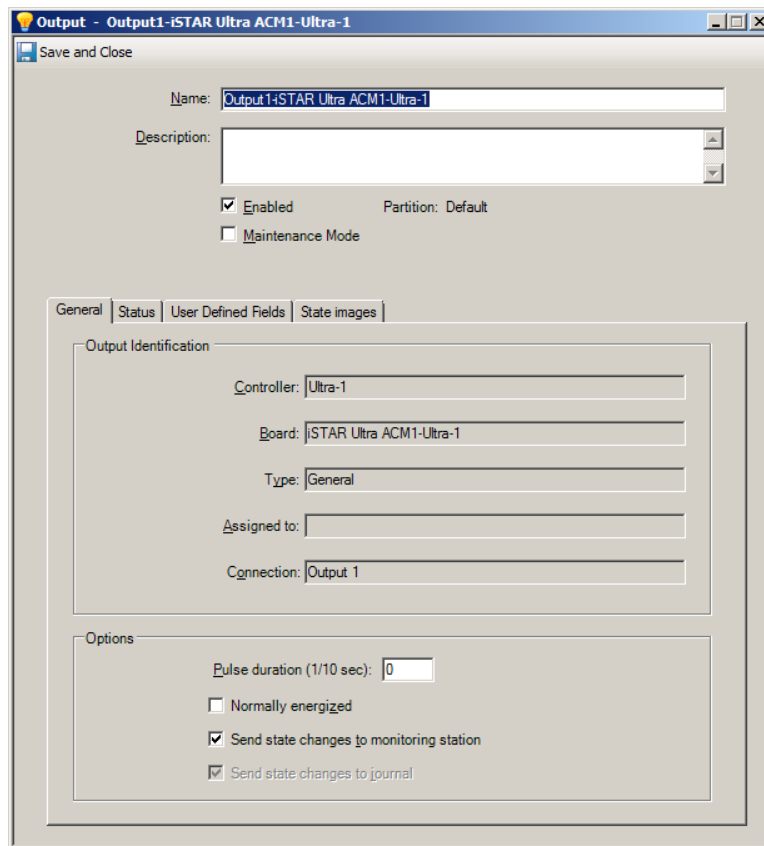 Output - Output1-iSTAR Ultra ACM1-Ultra-1
Save and Close
Name: Output1-iSTAR Ultra ACM1-Ultra-1
Description:
Enabled Partition: Default
Maintenance Mode
General Status User Defined Fields State images
Output Identification
Controller: Ultra-1
Board: iSTAR Ultra ACM1-Ultra-1
Type: General
Assigned to:
Connection: Output 1
Options
Pulse duration (1/10 sec): 0
Normally energized
Send state changes to monitoring station
Send state changes to journal